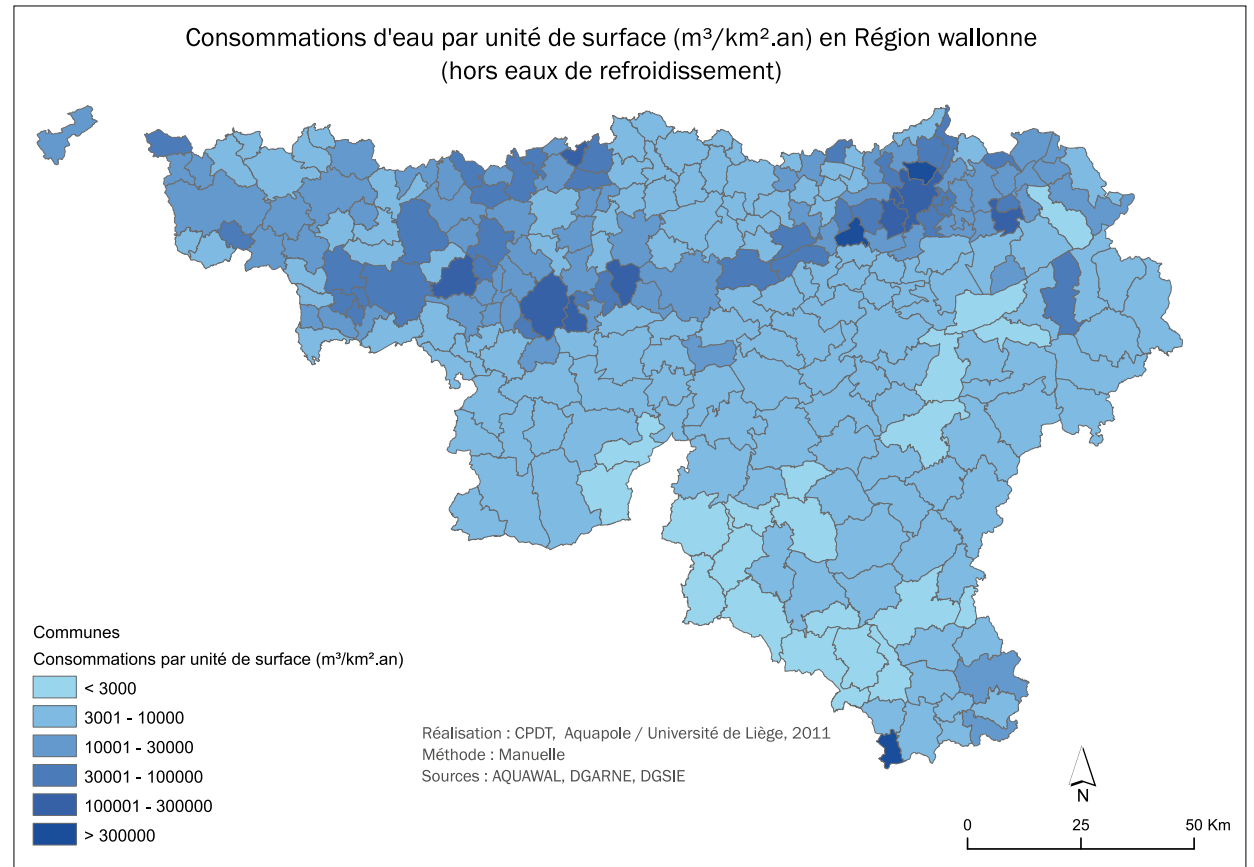 Consommations d'eau par unité de surface (m³/km².an) en Région wallonne
(hors eaux de refroidissement)
Communes
Consommations par unité de surface (m³/km².an)
< 3000
3001 - 10000
10001 - 30000
30001 - 100000
100001 - 300000
> 300000
Réalisation : CPDT, Aquapole / Université de Liège, 2011
Méthode : Manuelle
Sources : AQUAWAL, DGARNE, DGSIE
N
0 25 50 Km